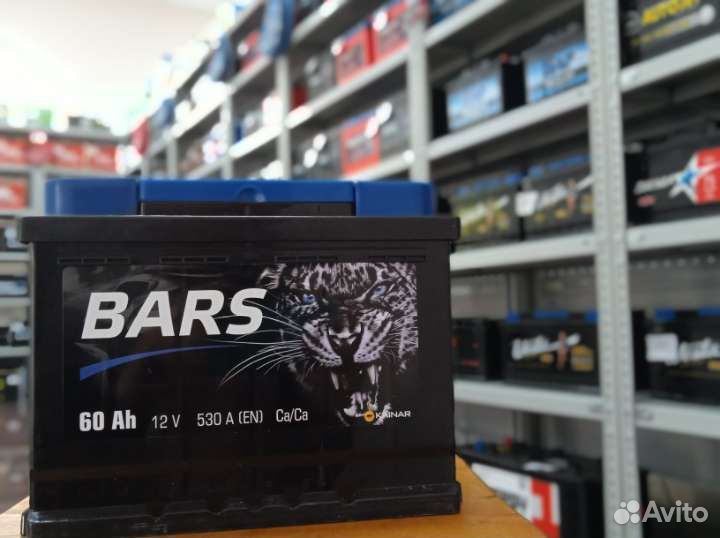 BARS
60 Ah 12 V 530 A (EN) Ca/Ca
KAINAR
Avito